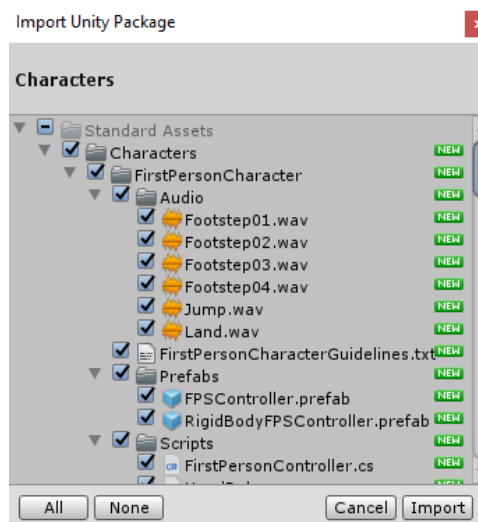 Import Unity Package
Characters
Standard Assets
Characters NEW
FirstPersonCharacter NEW
Audio NEW
Footstep01.wav NEW
Footstep02.wav NEW
Footstep03.wav NEW
Footstep04.wav NEW
Jump.wav NEW
Land.wav NEW
FirstPersonCharacterGuidelines.txt NEW
Prefabs NEW
FPSController.prefab NEW
RigidBodyFPSController.prefab NEW
Scripts NEW
C# FirstPersonController.cs NEW
All None Cancel Import